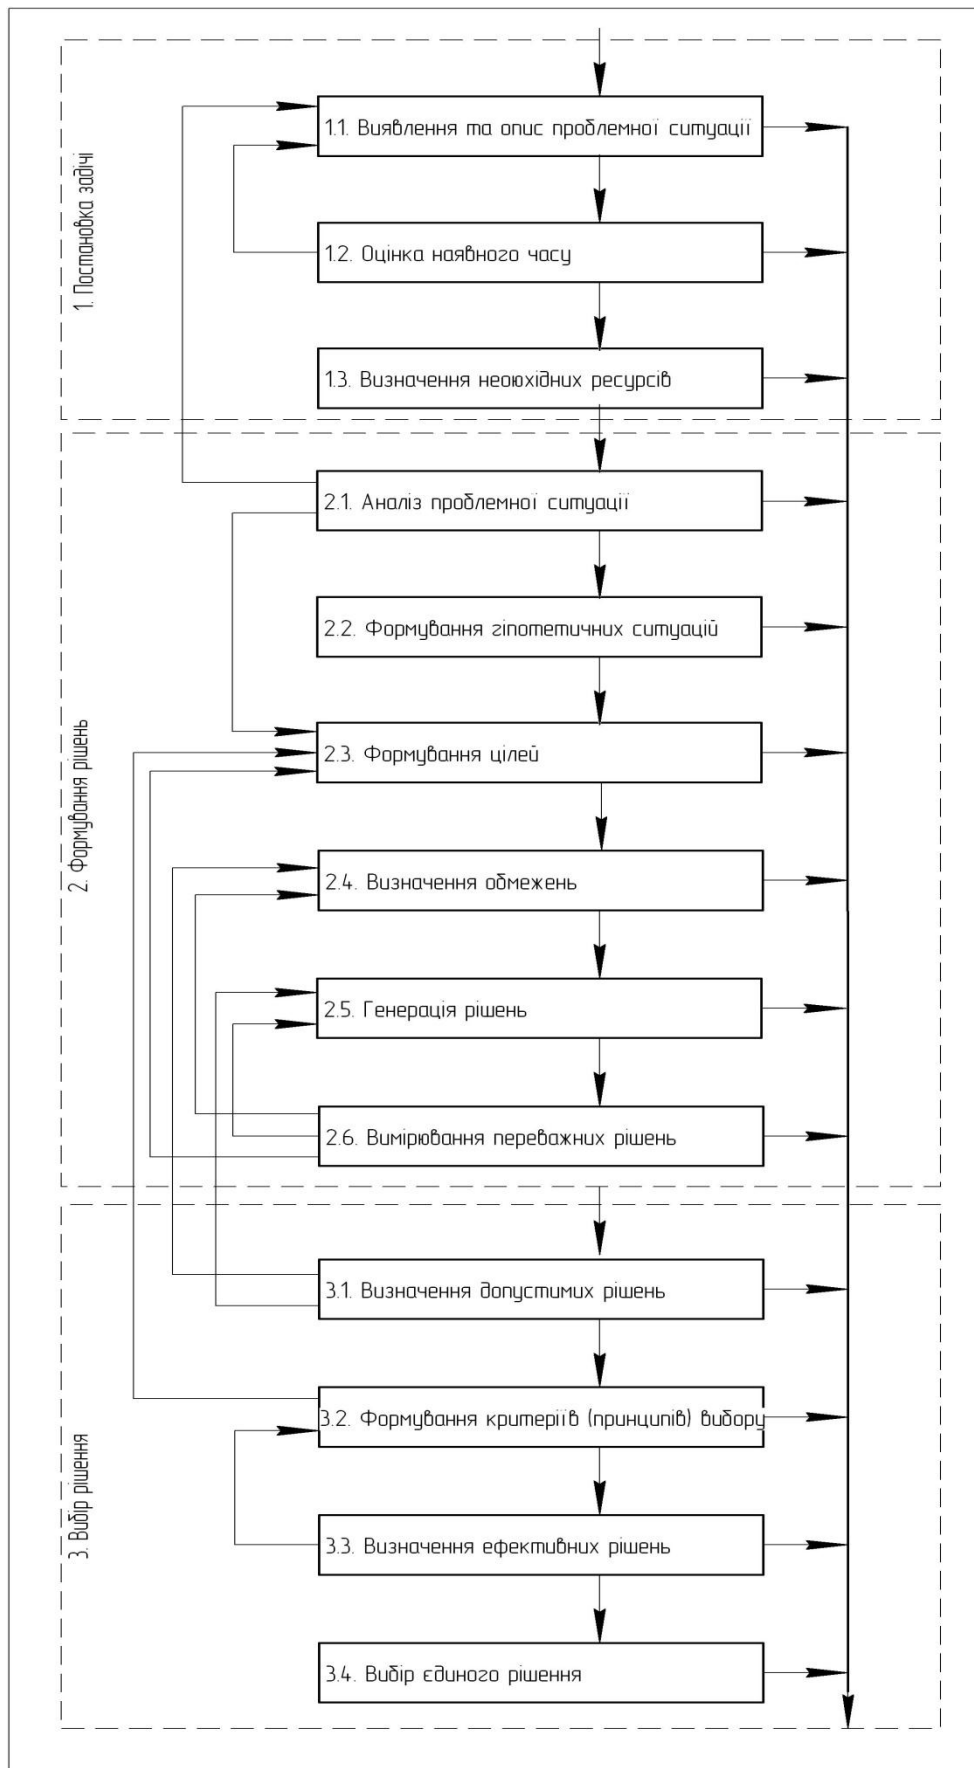 1. Постановка задічі
1.1. Виявлення та опис проблемної ситуації
1.2. Оцінка наявного часу
1.3. Визначення неоюхідних ресурсів
2. Формування рішень
2.1. Аналіз проблемної ситуації
2.2. Формування гіпотетичних ситуацій
2.3. Формування цілей
2.4. Визначення обмежень
2.5. Генерація рішень
2.6. Вимірювання переважних рішень
3. Вибір рішення
3.1. Визначення допустимих рішень
3.2. Формування критеріїв (принципів) вибору
3.3. Визначення ефективних рішень
3.4. Вибір єдиного рішення